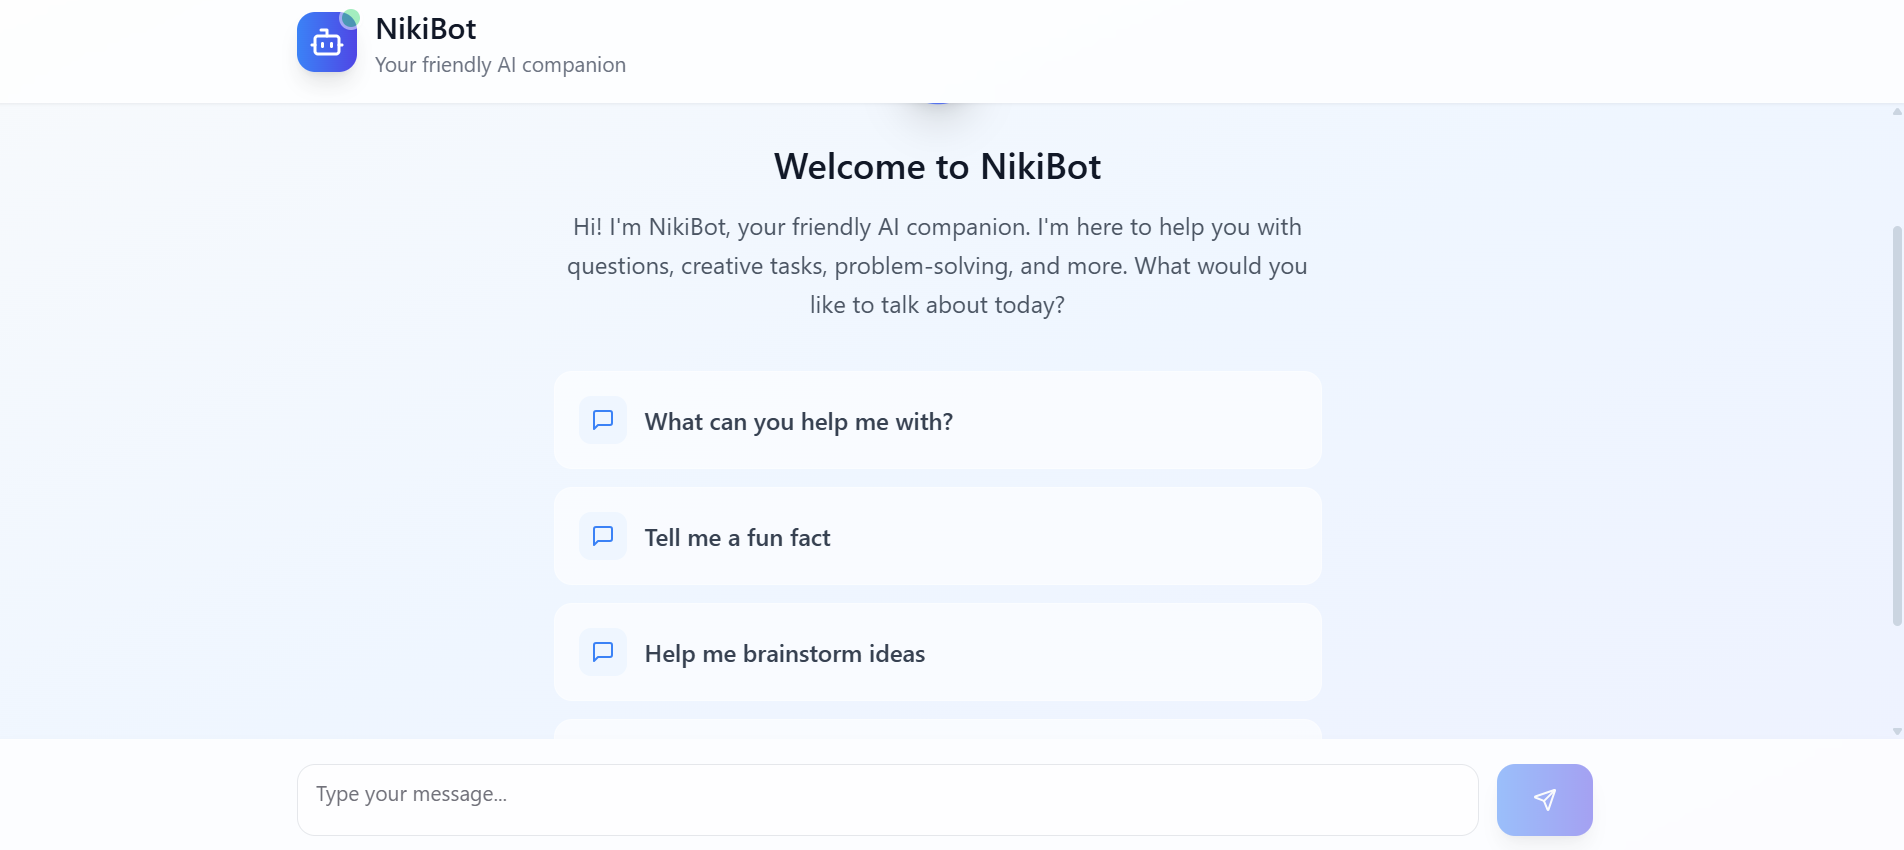 NikiBot
Your friendly AI companion
Welcome to NikiBot
Hi! I'm NikiBot, your friendly AI companion. I'm here to help you with
questions, creative tasks, problem-solving, and more. What would you
like to talk about today?
What can you help me with?
Tell me a fun fact
Help me brainstorm ideas
Type your message...